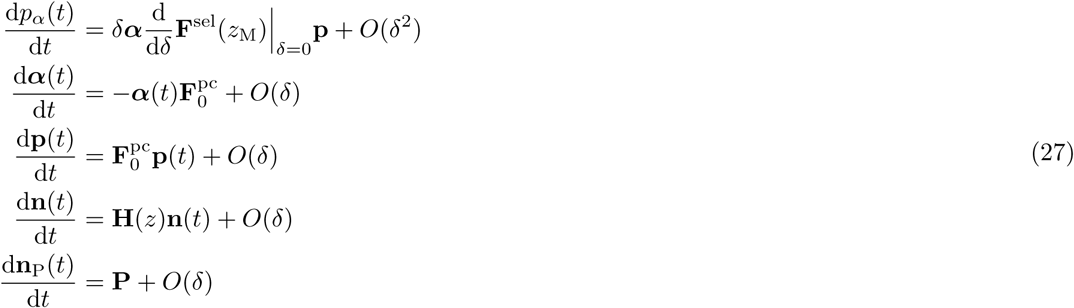 \frac{\mathrm{d}p_\alpha(t)}{\mathrm{d}t} = \delta\boldsymbol{\alpha}\frac{\mathrm{d}}{\mathrm{d}\delta}\mathbf{F}^{\mathrm{sel}}(z_{\mathrm{M}})\Big|_{\delta=0}\mathbf{p} + O(\delta^2)
\frac{\mathrm{d}\boldsymbol{\alpha}(t)}{\mathrm{d}t} = -\boldsymbol{\alpha}(t)\mathbf{F}_0^{\mathrm{pc}} + O(\delta)
\frac{\mathrm{d}\mathbf{p}(t)}{\mathrm{d}t} = \mathbf{F}_0^{\mathrm{pc}}\mathbf{p}(t) + O(\delta) (27)
\frac{\mathrm{d}\mathbf{n}(t)}{\mathrm{d}t} = \mathbf{H}(z)\mathbf{n}(t) + O(\delta)
\frac{\mathrm{d}\mathbf{n}_{\mathrm{P}}(t)}{\mathrm{d}t} = \mathbf{P} + O(\delta)